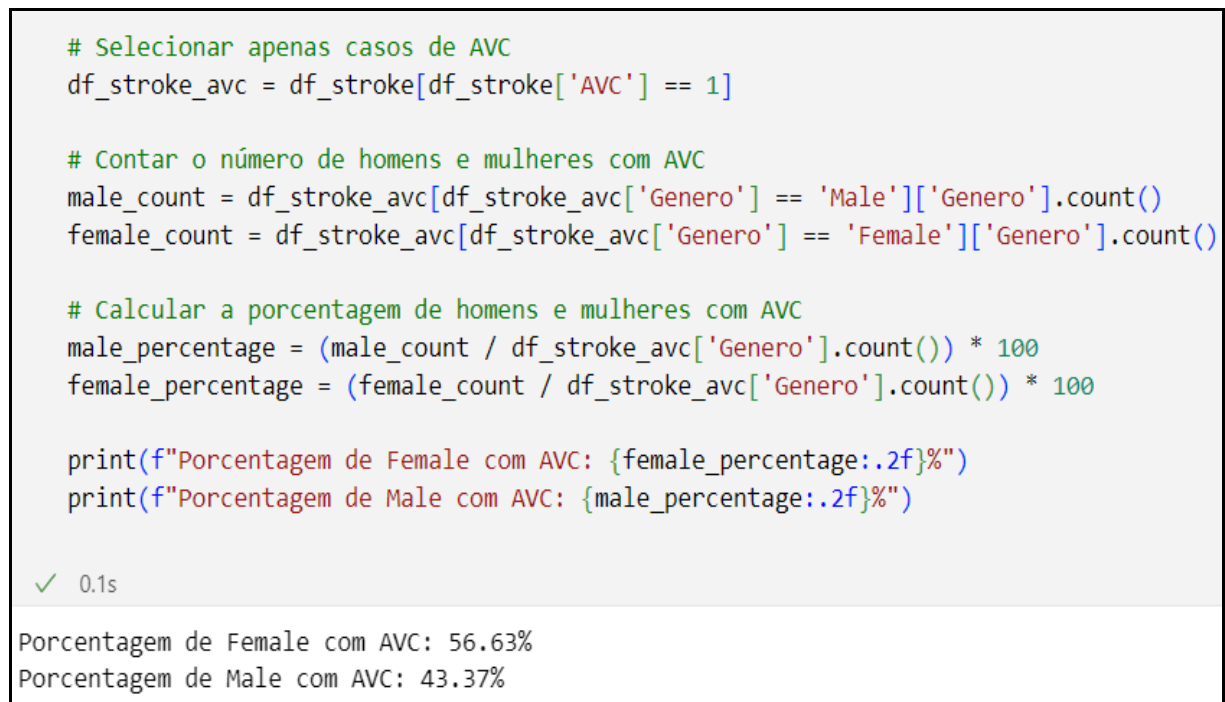 # Selecionar apenas casos de AVC
df_stroke_avc = df_stroke[df_stroke['AVC'] == 1]
# Contar o número de homens e mulheres com AVC
male_count = df_stroke_avc[df_stroke_avc['Genero'] == 'Male']['Genero'].count()
female_count = df_stroke_avc[df_stroke_avc['Genero'] == 'Female']['Genero'].count()
# Calcular a porcentagem de homens e mulheres com AVC
male_percentage = (male_count / df_stroke_avc['Genero'].count()) * 100
female_percentage = (female_count / df_stroke_avc['Genero'].count()) * 100
print(f"Porcentagem de Female com AVC: {female_percentage:.2f}%")
print(f"Porcentagem de Male com AVC: {male_percentage:.2f}%")
✓ 0.1s
Porcentagem de Female com AVC: 56.63%
Porcentagem de Male com AVC: 43.37%